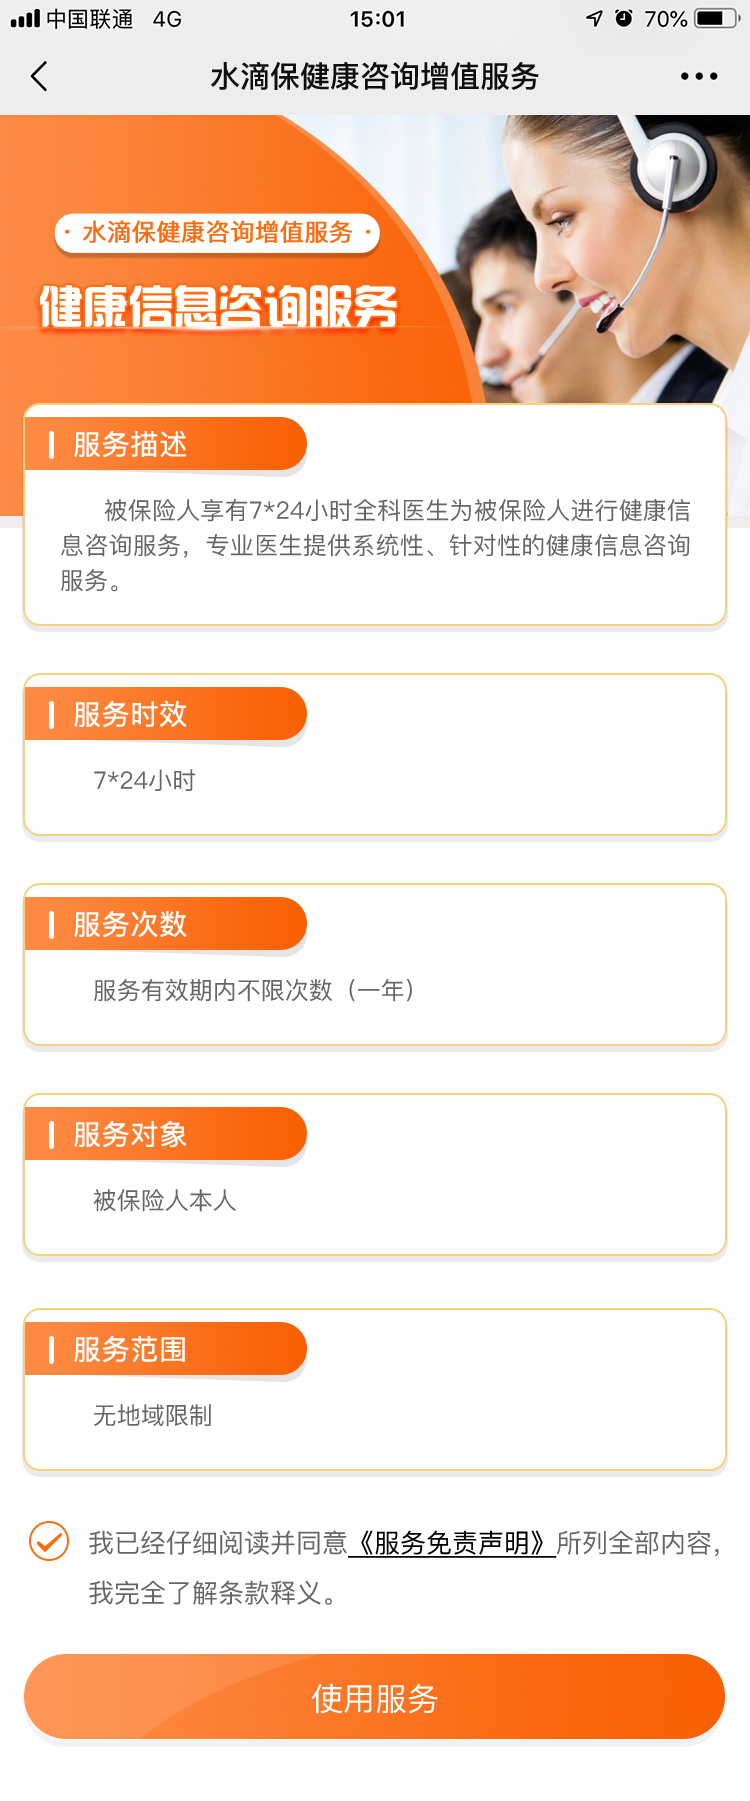 中国联通 4G 15:01 70%
水滴保健康咨询增值服务
· 水滴保健康咨询增值服务 ·
健康信息咨询服务
服务描述
被保险人享有7*24小时全科医生为被保险人进行健康信
息咨询服务，专业医生提供系统性、针对性的健康信息咨询
服务。
服务时效
7*24小时
服务次数
服务有效期内不限次数（一年）
服务对象
被保险人本人
服务范围
无地域限制
我已经仔细阅读并同意《服务免责声明》所列全部内容，
我完全了解条款释义。
使用服务